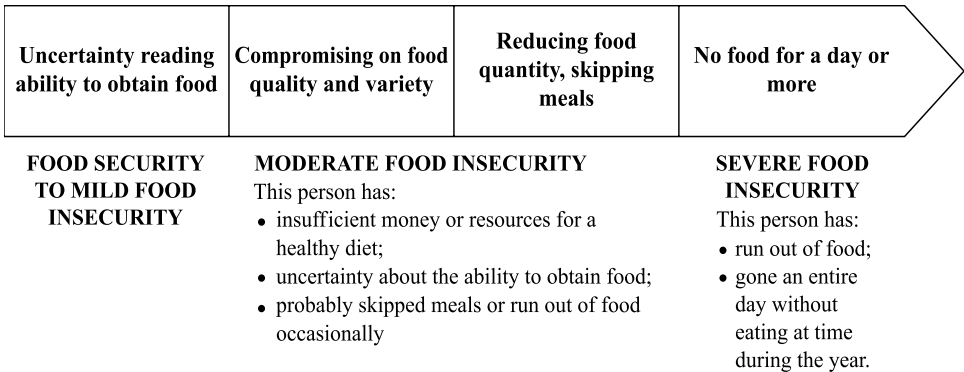 Uncertainty reading
ability to obtain food
Compromising on food
quality and variety
Reducing food
quantity, skipping
meals
No food for a day or
more
FOOD SECURITY
TO MILD FOOD
INSECURITY
MODERATE FOOD INSECURITY
This person has:
• insufficient money or resources for a
healthy diet;
• uncertainty about the ability to obtain food;
• probably skipped meals or run out of food
occasionally
SEVERE FOOD
INSECURITY
This person has:
• run out of food;
• gone an entire
day without
eating at time
during the year.